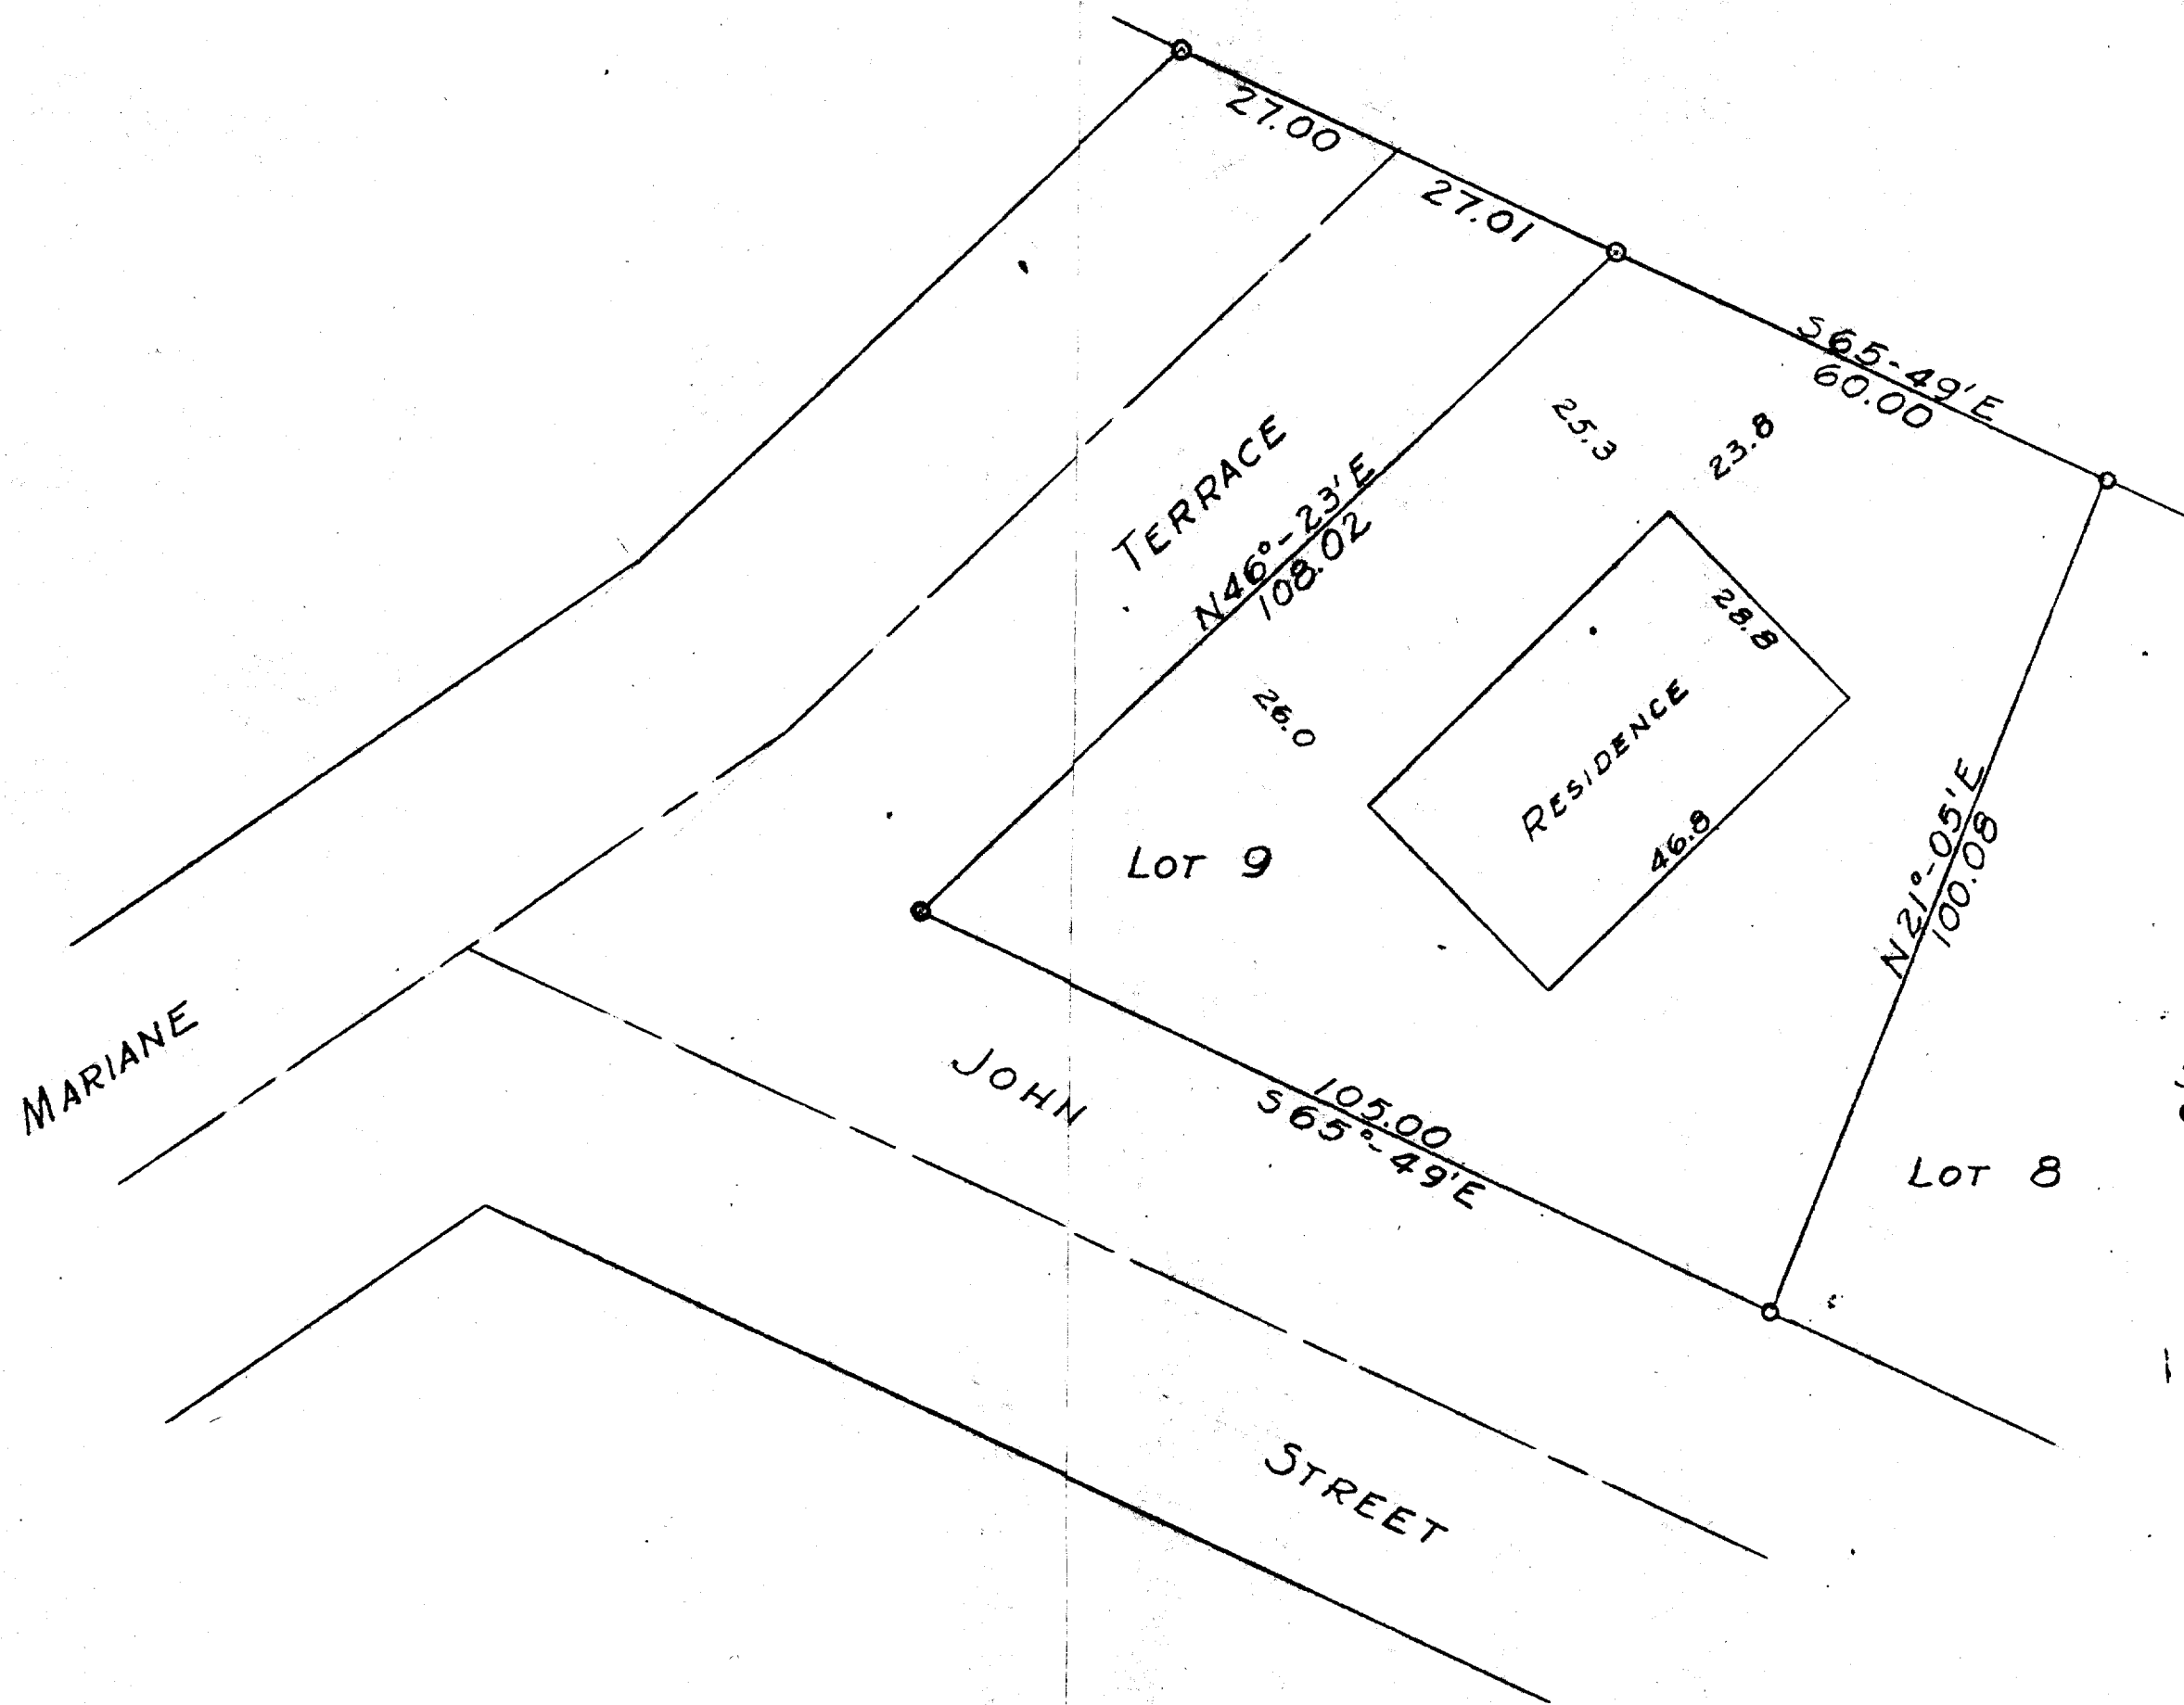 27.00
27.01
S65-49'E
60.00
25.3
23.8
TERRACE
N46°-23'E
108.02
28.8
26.0
RESIDENCE
46.8
LOT 9
N21°-05'E
100.08
MARIANE
JOHN
105.00
S65°-49'E
LOT 8
STREET